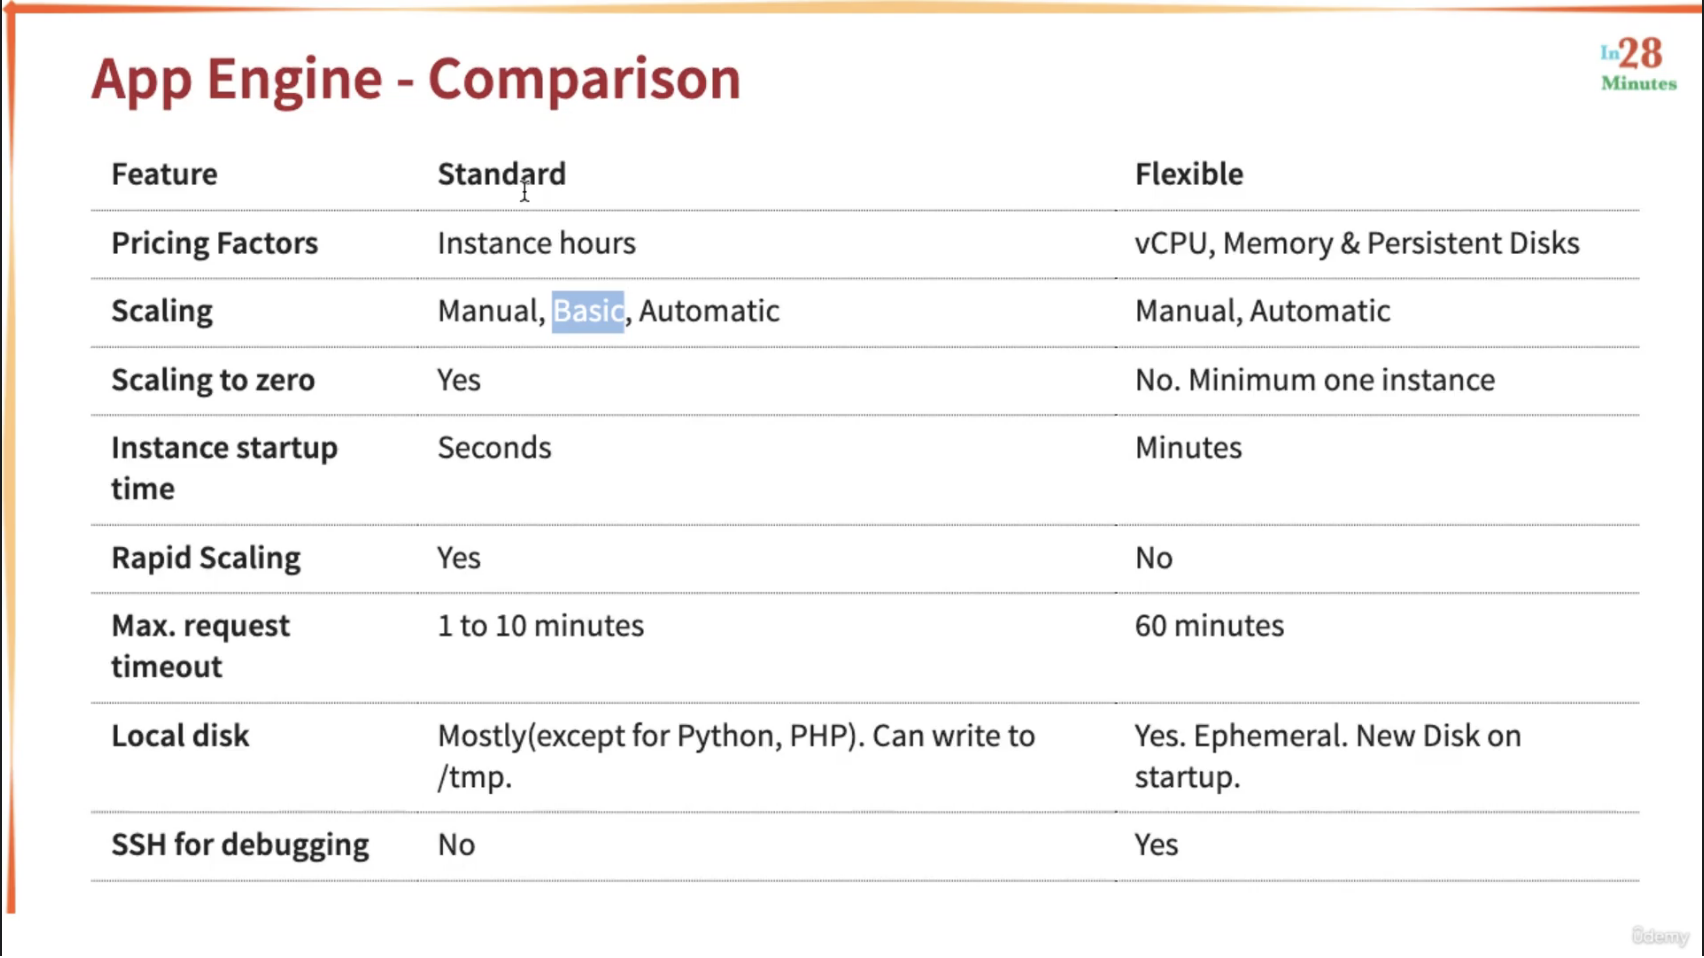 App Engine - Comparison
In28
Minutes
Feature Standard Flexible
Pricing Factors Instance hours vCPU, Memory & Persistent Disks
Scaling Manual, Basic, Automatic Manual, Automatic
Scaling to zero Yes No. Minimum one instance
Instance startup Seconds Minutes
time
Rapid Scaling Yes No
Max. request 1 to 10 minutes 60 minutes
timeout
Local disk Mostly(except for Python, PHP). Can write to Yes. Ephemeral. New Disk on
/tmp. startup.
SSH for debugging No Yes
ûdemy